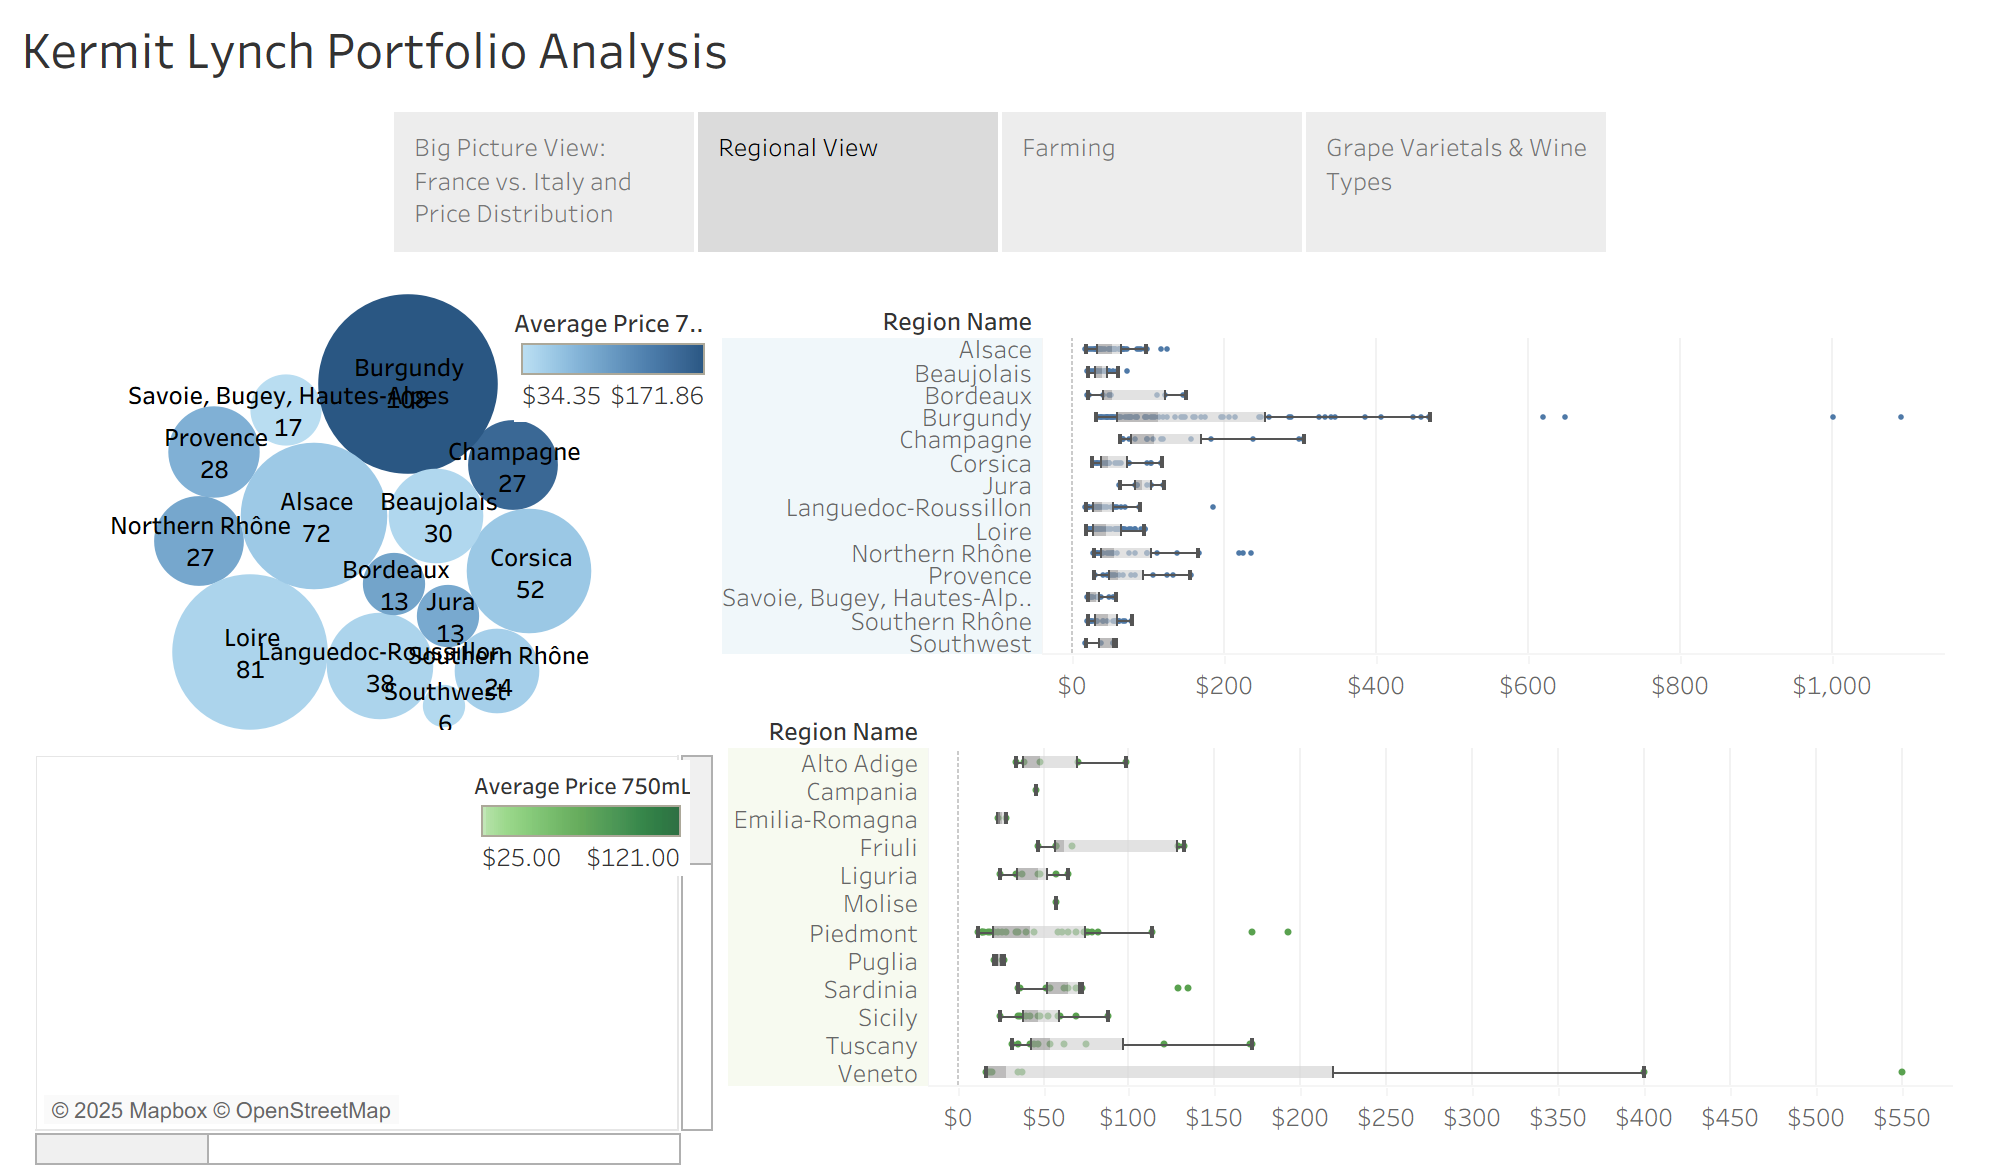 Kermit Lynch Portfolio Analysis
Big Picture View:
France vs. Italy and
Price Distribution
Regional View
Farming
Grape Varietals & Wine
Types
Burgundy
108
Savoie, Bugey, Hautes-Alpes
17
Provence
28
Champagne
27
Alsace
72
Beaujolais
30
Northern Rhône
27
Corsica
52
Bordeaux
13
Jura
13
Loire
81
Languedoc-Roussillon
38
Southern Rhône
24
Southwest
6
Average Price 7..
$34.35 $171.86
Region Name
Alsace
Beaujolais
Bordeaux
Burgundy
Champagne
Corsica
Jura
Languedoc-Roussillon
Loire
Northern Rhône
Provence
Savoie, Bugey, Hautes-Alp..
Southern Rhône
Southwest
$0 $200 $400 $600 $800 $1,000
Average Price 750mL
$25.00 $121.00
© 2025 Mapbox © OpenStreetMap
Region Name
Alto Adige
Campania
Emilia-Romagna
Friuli
Liguria
Molise
Piedmont
Puglia
Sardinia
Sicily
Tuscany
Veneto
$0 $50 $100 $150 $200 $250 $300 $350 $400 $450 $500 $550